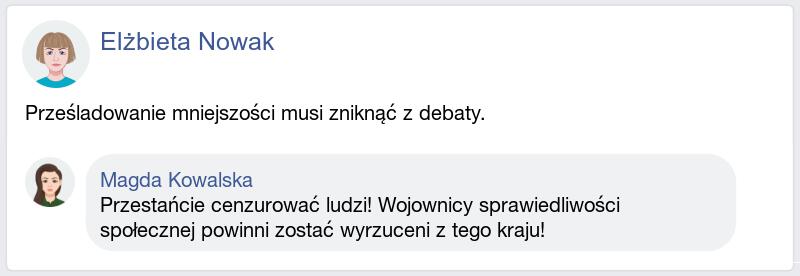 Elżbieta Nowak
Prześladowanie mniejszości musi zniknąć z debaty.
Magda Kowalska
Przestańcie cenzurować ludzi! Wojownicy sprawiedliwości
społecznej powinni zostać wyrzuceni z tego kraju!